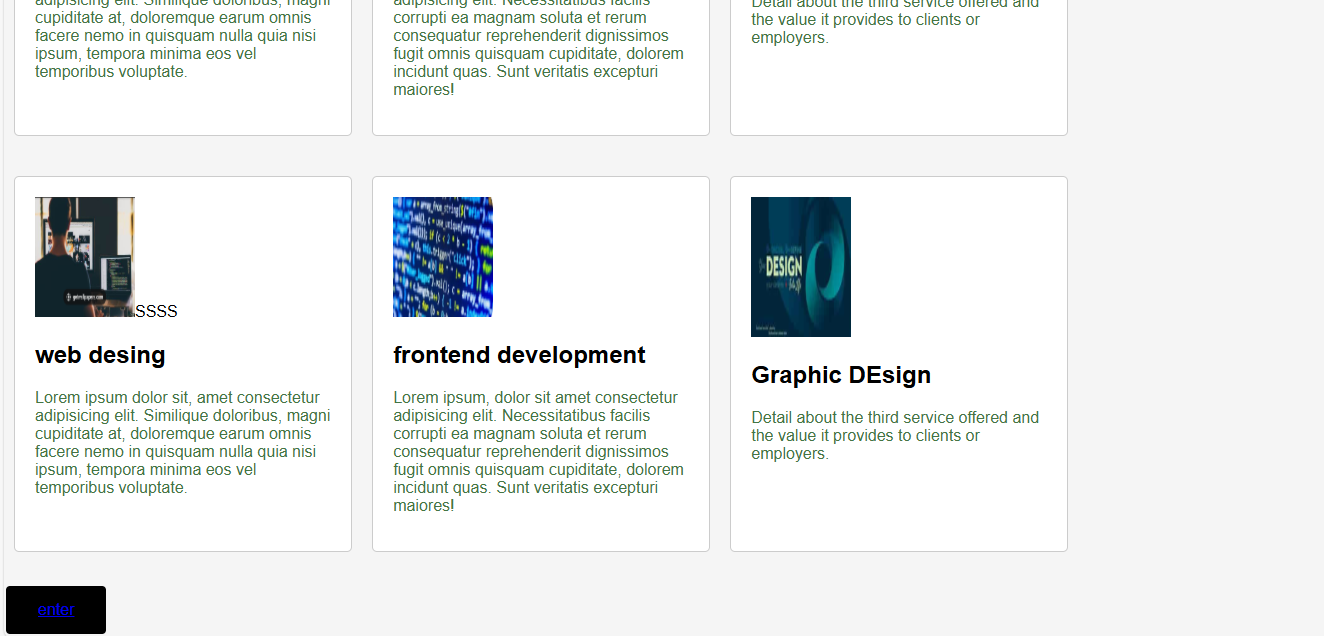 adipisicing elit. Similique doloribus, magni
cupiditate at, doloremque earum omnis
facere nemo in quisquam nulla quia nisi
ipsum, tempora minima eos vel
temporibus voluptate.
adipisicing elit. Necessitatibus facilis
corrupti ea magnam soluta et rerum
consequatur reprehenderit dignissimos
fugit omnis quisquam cupiditate, dolorem
incidunt quas. Sunt veritatis excepturi
maiores!
Detail about the third service offered and
the value it provides to clients or
employers.
SSSS
web desing
Lorem ipsum dolor sit, amet consectetur
adipisicing elit. Similique doloribus, magni
cupiditate at, doloremque earum omnis
facere nemo in quisquam nulla quia nisi
ipsum, tempora minima eos vel
temporibus voluptate.
frontend development
Lorem ipsum, dolor sit amet consectetur
adipisicing elit. Necessitatibus facilis
corrupti ea magnam soluta et rerum
consequatur reprehenderit dignissimos
fugit omnis quisquam cupiditate, dolorem
incidunt quas. Sunt veritatis excepturi
maiores!
DESIGN
Graphic DEsign
Detail about the third service offered and
the value it provides to clients or
employers.
enter